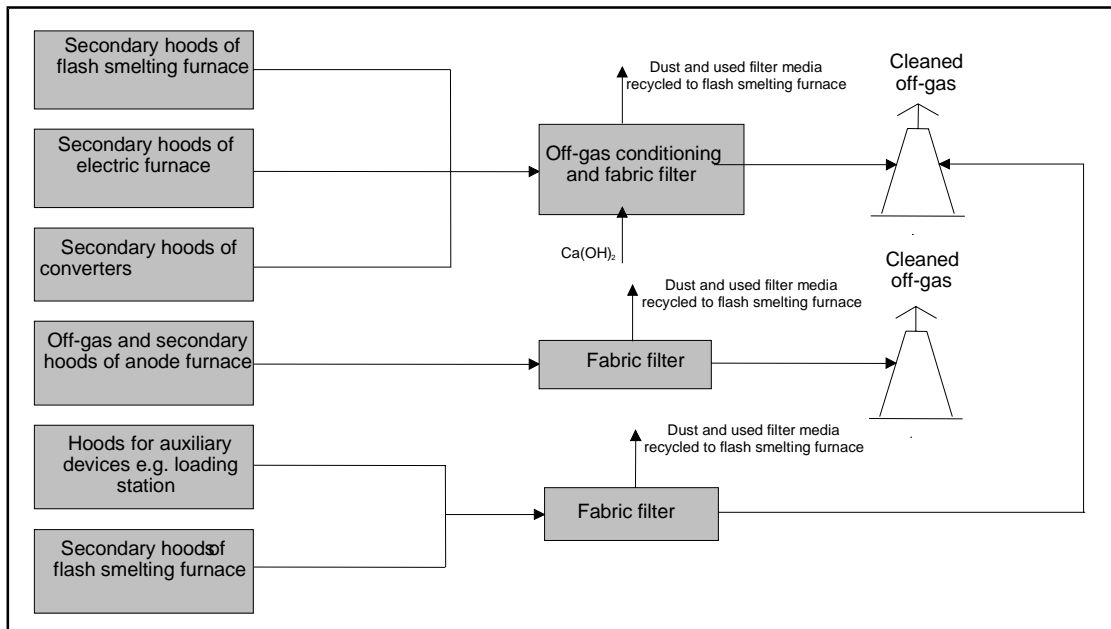 Secondary hoods of
flash smelting furnace
Dust and used filter media
recycled to flash smelting furnace
Cleaned
off-gas
Secondary hoods of
electric furnace
Off-gas conditioning
and fabric filter
Secondary hoods of
converters
Ca(OH)₂
Dust and used filter media
recycled to flash smelting furnace
Cleaned
off-gas
Off-gas and secondary
hoods of anode furnace
Fabric filter
Hoods for auxiliary
devices e.g. loading
station
Dust and used filter media
recycled to flash smelting furnace
Fabric filter
Secondary hoods of
flash smelting furnace